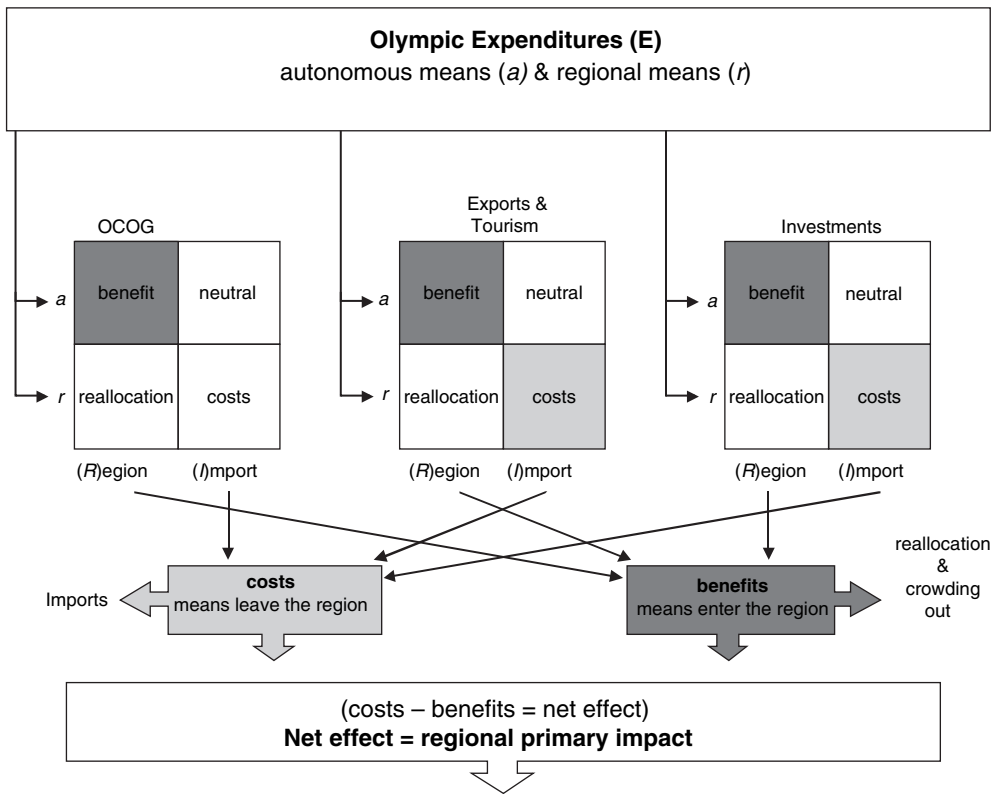 Olympic Expenditures (E)
autonomous means (a) & regional means (r)
OCOG
a
benefit
neutral
r
reallocation
costs
(R)egion
(I)mport
Exports &
Tourism
a
benefit
neutral
r
reallocation
costs
(R)egion
(I)mport
Investments
a
benefit
neutral
r
reallocation
costs
(R)egion
(I)mport
Imports
costs
means leave the region
benefits
means enter the region
reallocation
&
crowding
out
(costs – benefits = net effect)
Net effect = regional primary impact